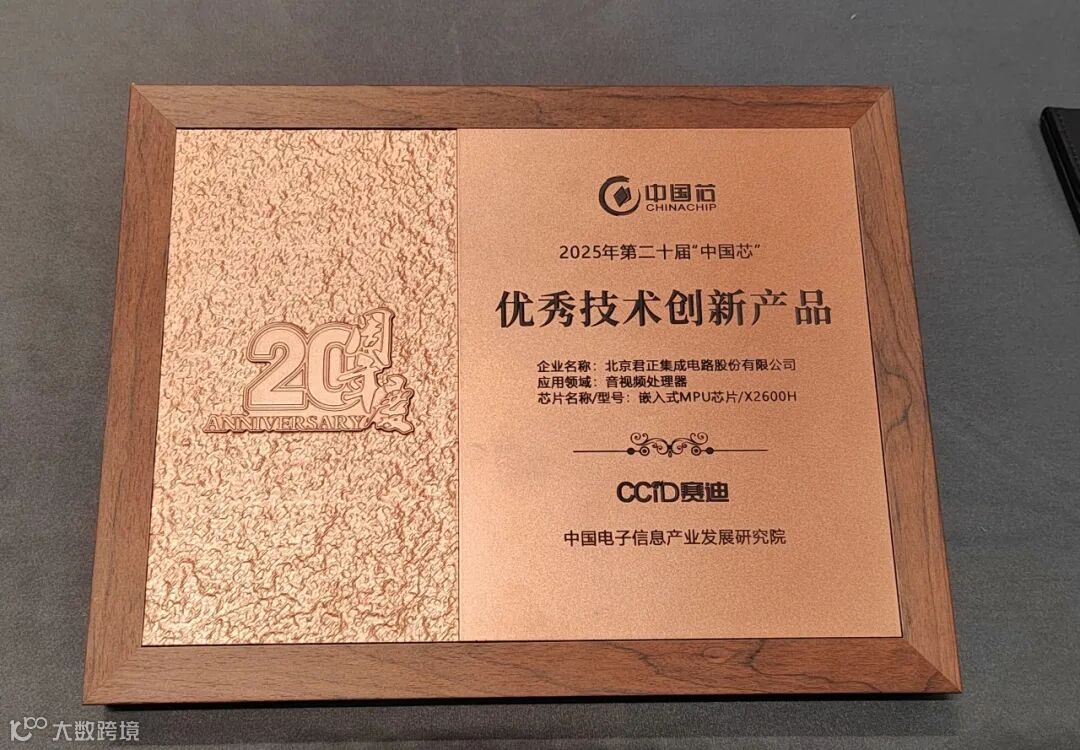 20周年
ANNIVERSARY
中国芯
CHINACHIP
2025年第二十届“中国芯”
优秀技术创新产品
企业名称：北京君正集成电路股份有限公司
应用领域：音视频处理器
芯片名称/型号：嵌入式MPU芯片/X2600H
CCID赛迪
中国电子信息产业发展研究院
大数跨境